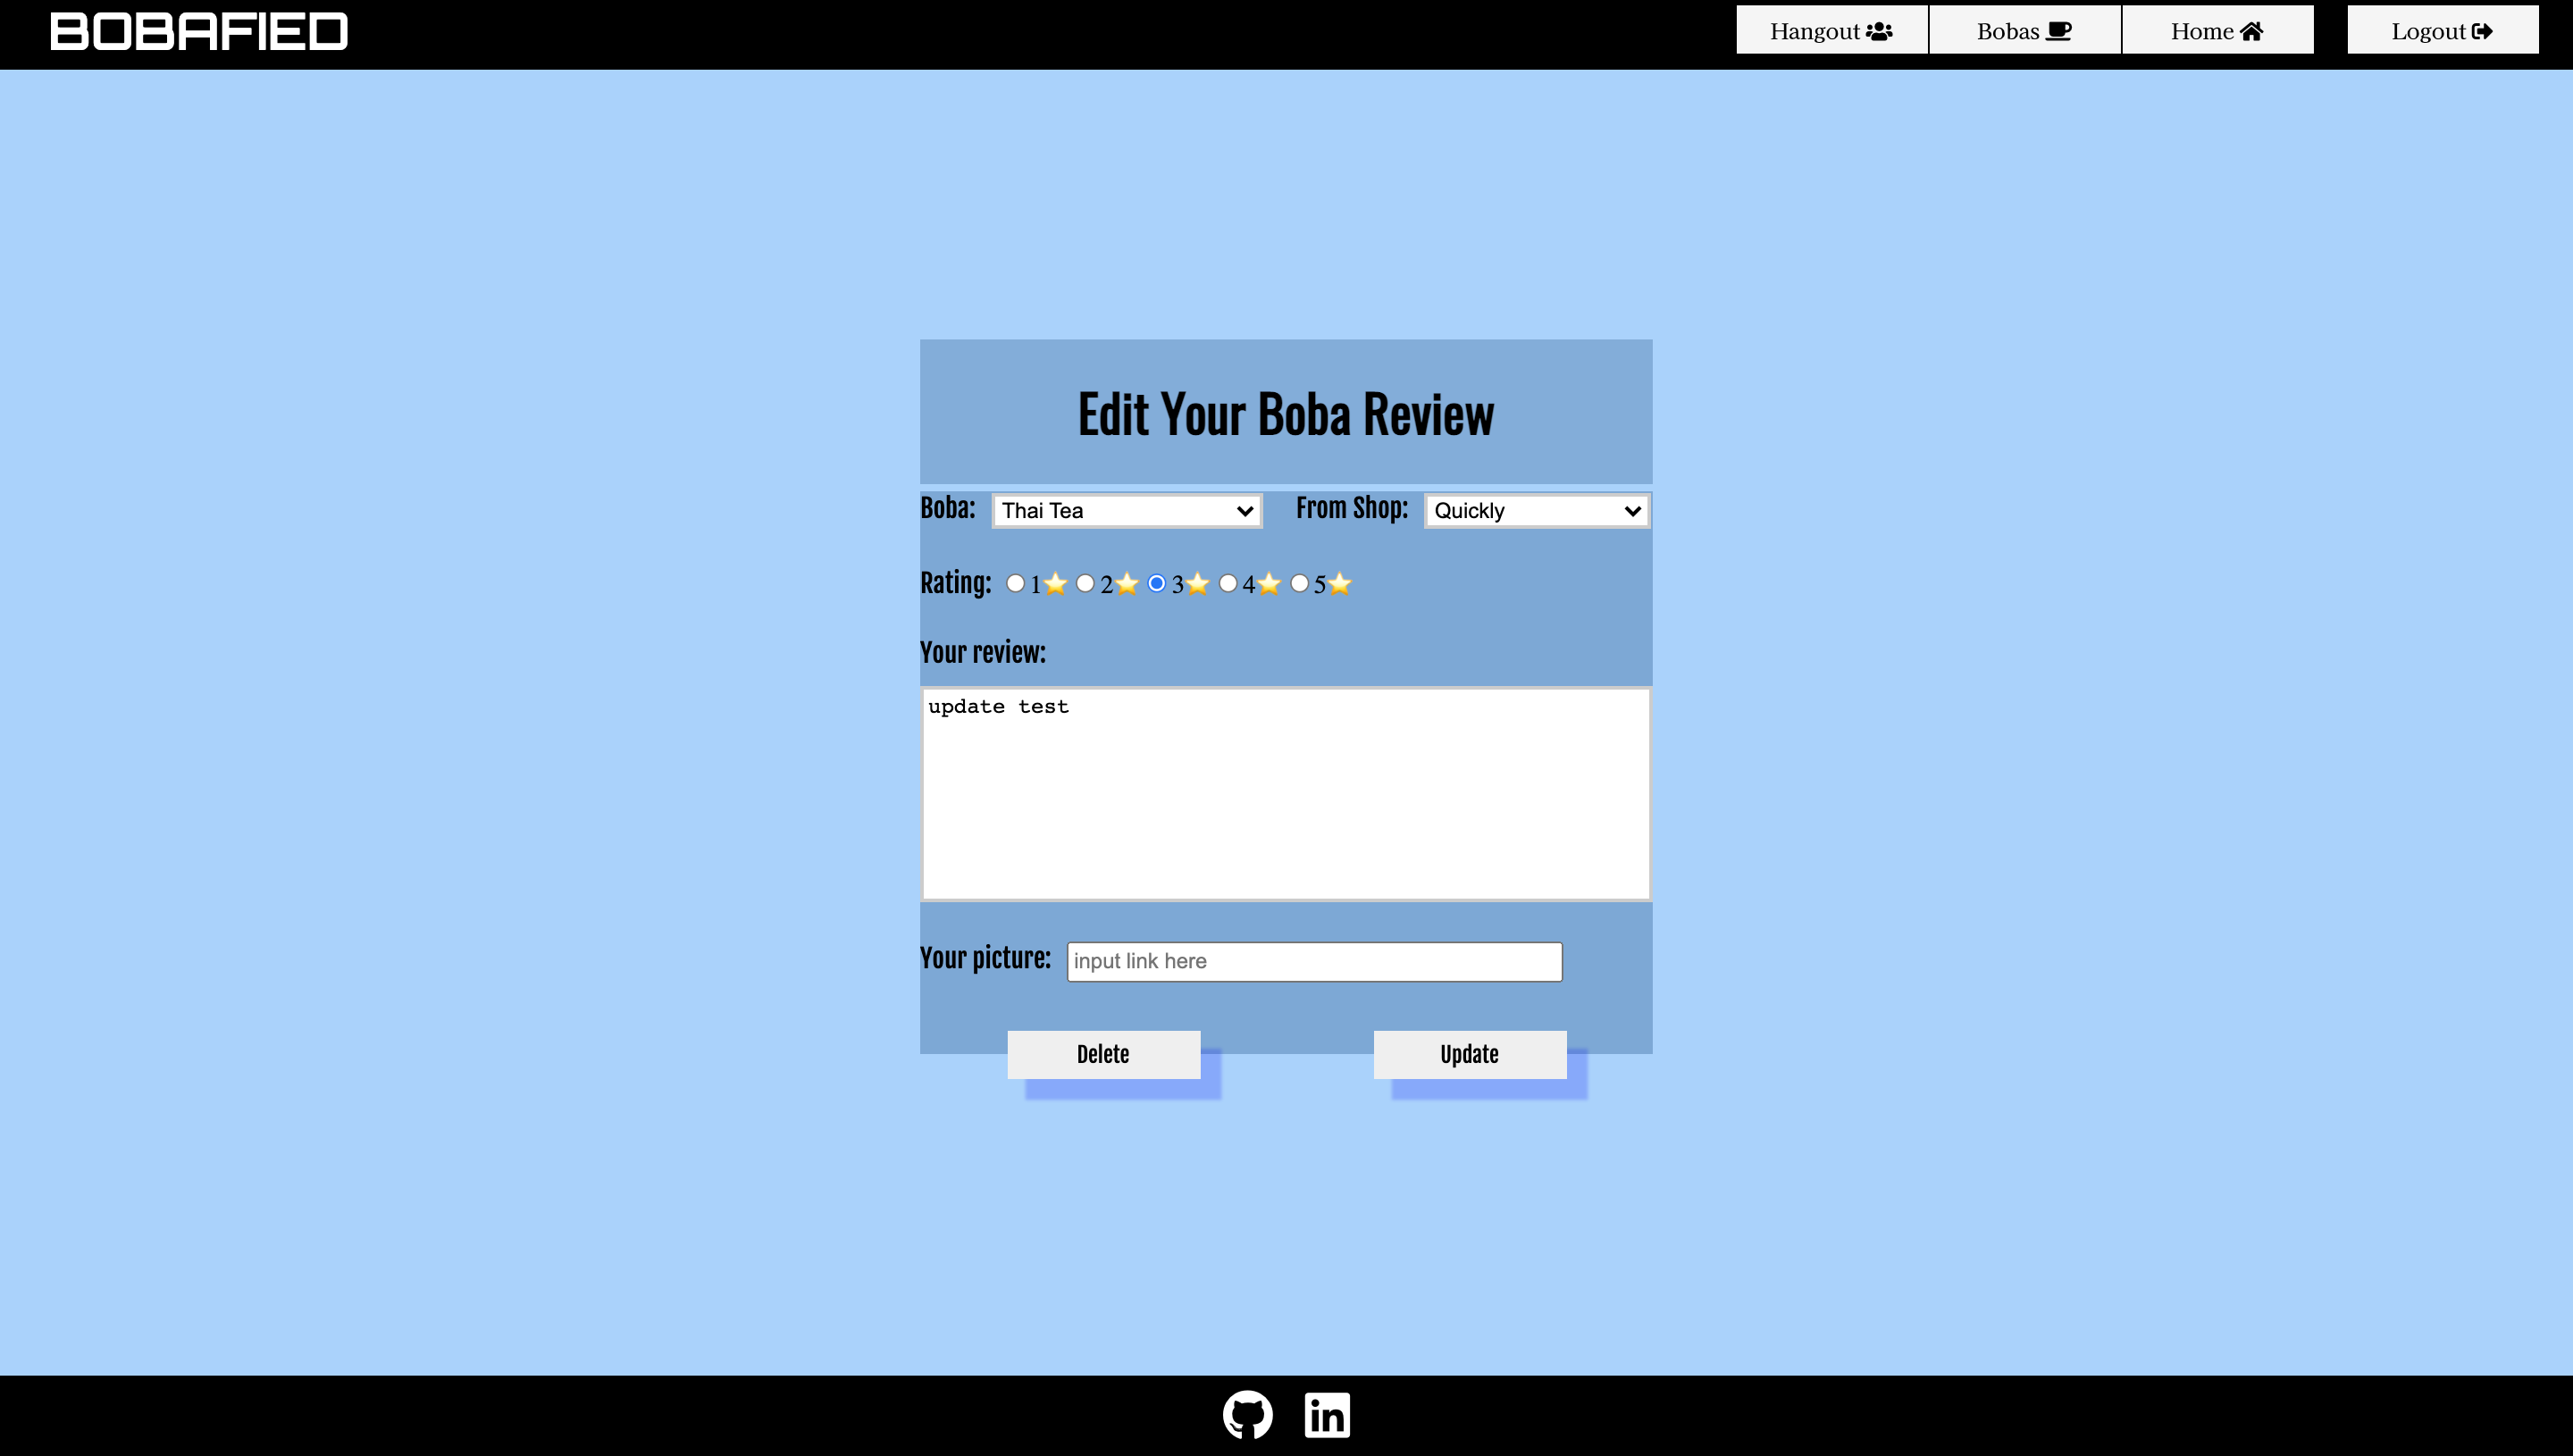 BOBAFIED
Hangout
Bobas
Home
Logout
Edit Your Boba Review
Boba: Thai Tea From Shop: Quickly
Rating: 1⭐ 2⭐ 3⭐ 4⭐ 5⭐
Your review:
update test
Your picture: input link here
Delete Update
in